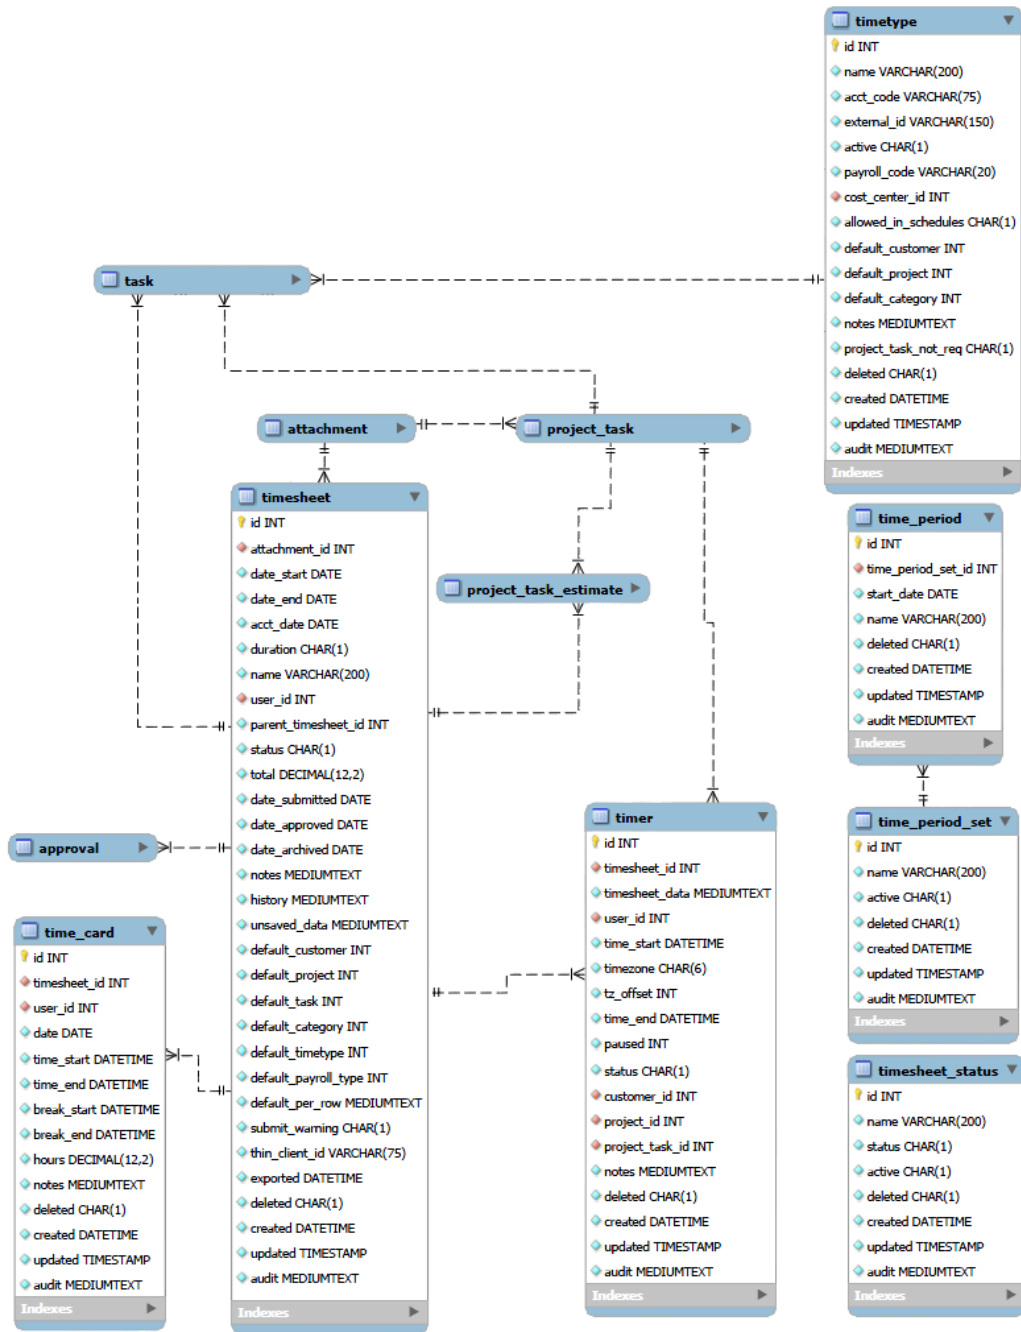 timetype
id INT
name VARCHAR(200)
acct_code VARCHAR(75)
external_id VARCHAR(150)
active CHAR(1)
payroll_code VARCHAR(20)
cost_center_id INT
allowed_in_schedules CHAR(1)
default_customer INT
default_project INT
default_category INT
notes MEDIUMTEXT
project_task_not_req CHAR(1)
deleted CHAR(1)
created DATETIME
updated TIMESTAMP
audit MEDIUMTEXT
Indexes
task
attachment
project_task
timesheet
id INT
attachment_id INT
date_start DATE
date_end DATE
acct_date DATE
duration CHAR(1)
name VARCHAR(200)
user_id INT
parent_timesheet_id INT
status CHAR(1)
total DECIMAL(12,2)
date_submitted DATE
date_approved DATE
date_archived DATE
notes MEDIUMTEXT
history MEDIUMTEXT
unsaved_data MEDIUMTEXT
default_customer INT
default_project INT
default_task INT
default_category INT
default_timetype INT
default_payroll_type INT
default_per_row MEDIUMTEXT
submit_warning CHAR(1)
thin_client_id VARCHAR(75)
exported DATETIME
deleted CHAR(1)
created DATETIME
updated TIMESTAMP
audit MEDIUMTEXT
Indexes
project_task_estimate
time_period
id INT
time_period_set_id INT
start_date DATE
name VARCHAR(200)
deleted CHAR(1)
created DATETIME
updated TIMESTAMP
audit MEDIUMTEXT
Indexes
approval
time_card
id INT
timesheet_id INT
user_id INT
date DATE
time_start DATETIME
time_end DATETIME
break_start DATETIME
break_end DATETIME
hours DECIMAL(12,2)
notes MEDIUMTEXT
deleted CHAR(1)
created DATETIME
updated TIMESTAMP
audit MEDIUMTEXT
Indexes
timer
id INT
timesheet_id INT
timesheet_data MEDIUMTEXT
user_id INT
time_start DATETIME
timezone CHAR(6)
tz_offset INT
time_end DATETIME
paused INT
status CHAR(1)
customer_id INT
project_id INT
project_task_id INT
notes MEDIUMTEXT
deleted CHAR(1)
created DATETIME
updated TIMESTAMP
audit MEDIUMTEXT
Indexes
time_period_set
id INT
name VARCHAR(200)
active CHAR(1)
deleted CHAR(1)
created DATETIME
updated TIMESTAMP
audit MEDIUMTEXT
Indexes
timesheet_status
id INT
name VARCHAR(200)
status CHAR(1)
active CHAR(1)
deleted CHAR(1)
created DATETIME
updated TIMESTAMP
audit MEDIUMTEXT
Indexes